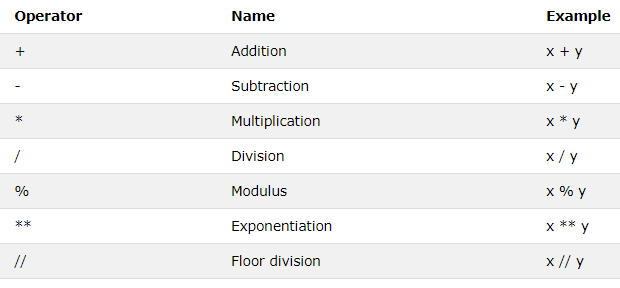 Operator Name Example
+ Addition x + y
- Subtraction x - y
* Multiplication x * y
/ Division x / y
% Modulus x % y
** Exponentiation x ** y
// Floor division x // y